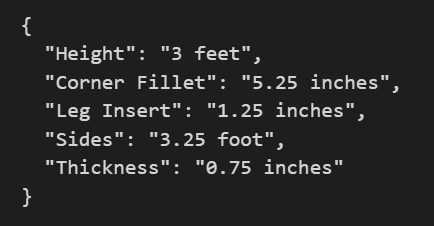 {
"Height": "3 feet",
"Corner Fillet": "5.25 inches",
"Leg Insert": "1.25 inches",
"Sides": "3.25 foot",
"Thickness": "0.75 inches"
}